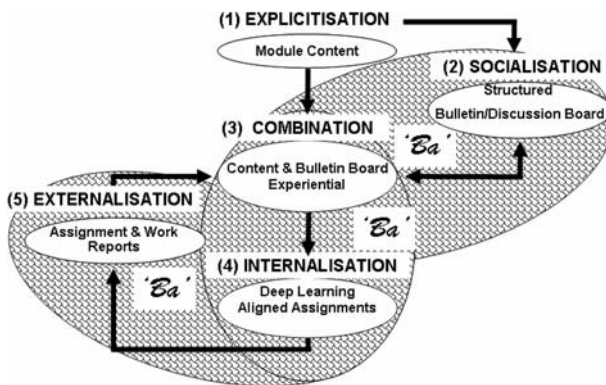 (1) EXPLICITISATION
Module Content
(2) SOCIALISATION
Structured
Bulletin/Discussion Board
(3) COMBINATION
'Ba'
Content & Bulletin Board
Experiential
(5) EXTERNALISATION
'Ba'
Assignment & Work
Reports
(4) INTERNALISATION
'Ba'
Deep Learning
Aligned Assignments